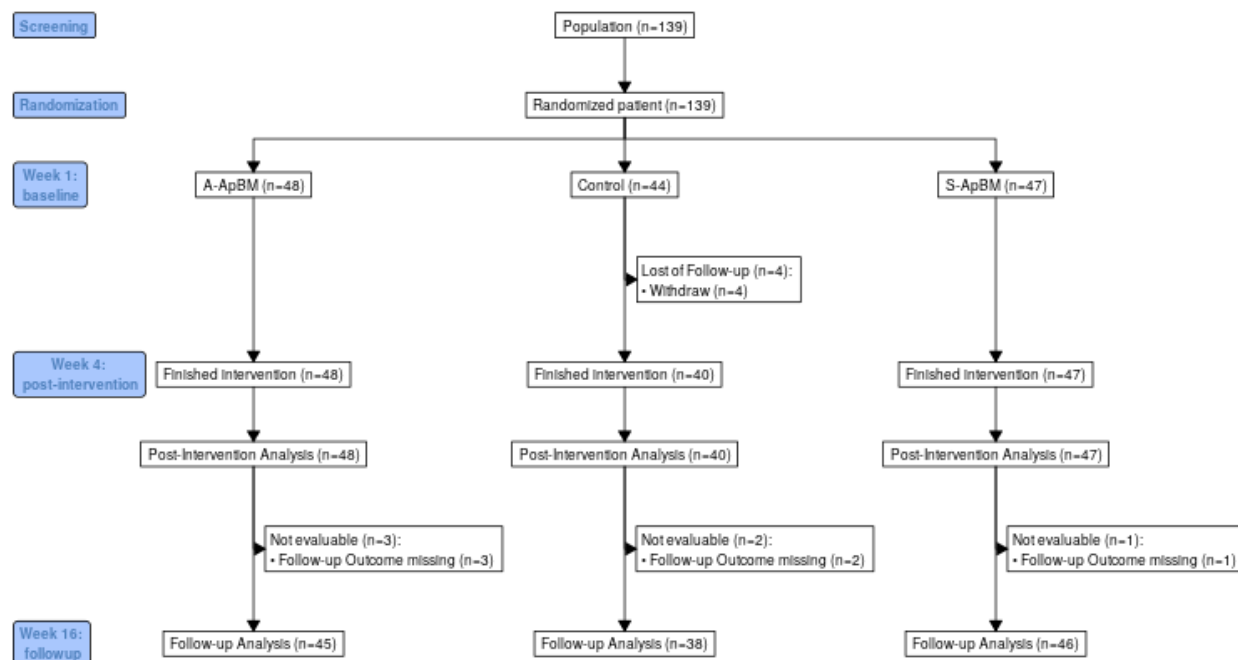 Screening
Population (n=139)
Randomization
Randomized patient (n=139)
Week 1:
baseline
A-ApBM (n=48)
Control (n=44)
S-ApBM (n=47)
Lost of Follow-up (n=4):
• Withdraw (n=4)
Week 4:
post-intervention
Finished intervention (n=48)
Finished intervention (n=40)
Finished intervention (n=47)
Post-Intervention Analysis (n=48)
Post-Intervention Analysis (n=40)
Post-Intervention Analysis (n=47)
Not evaluable (n=3):
• Follow-up Outcome missing (n=3)
Not evaluable (n=2):
• Follow-up Outcome missing (n=2)
Not evaluable (n=1):
• Follow-up Outcome missing (n=1)
Week 16:
followup
Follow-up Analysis (n=45)
Follow-up Analysis (n=38)
Follow-up Analysis (n=46)